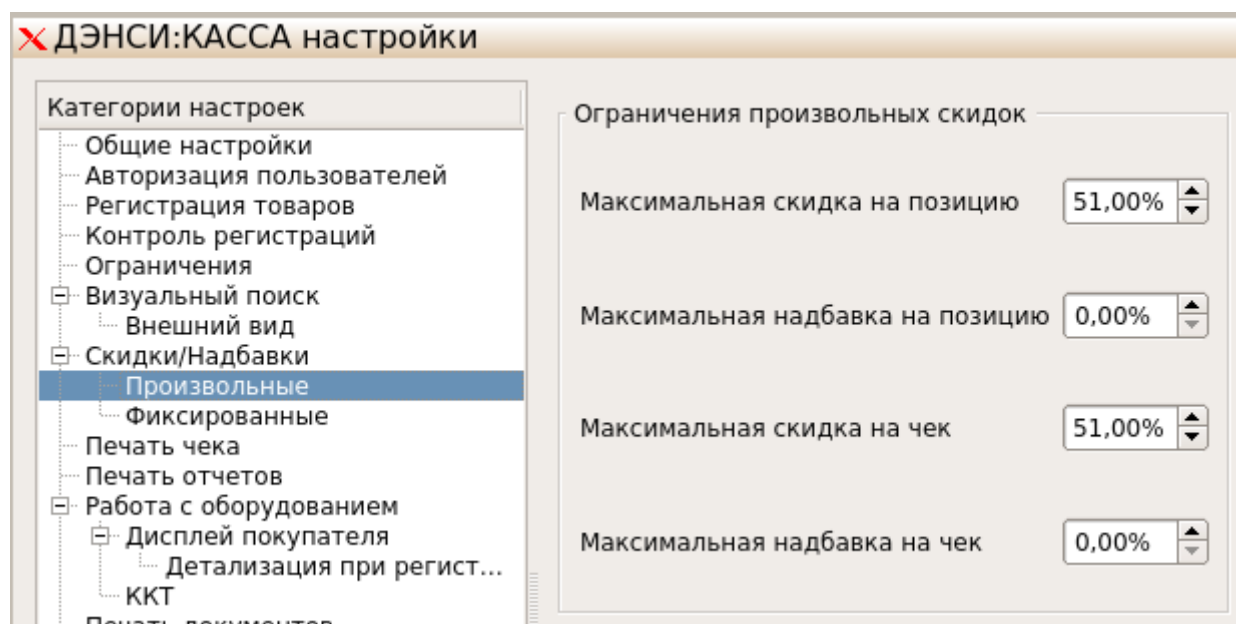 ДЭНСИ:КАССА настройки
Категории настроек
Общие настройки
Авторизация пользователей
Регистрация товаров
Контроль регистраций
Ограничения
Визуальный поиск
Внешний вид
Скидки/Надбавки
Произвольные
Фиксированные
Печать чека
Печать отчетов
Работа с оборудованием
Дисплей покупателя
Детализация при регист...
ККТ
Печать документов
Ограничения произвольных скидок
Максимальная скидка на позицию 51,00%
Максимальная надбавка на позицию 0,00%
Максимальная скидка на чек 51,00%
Максимальная надбавка на чек 0,00%